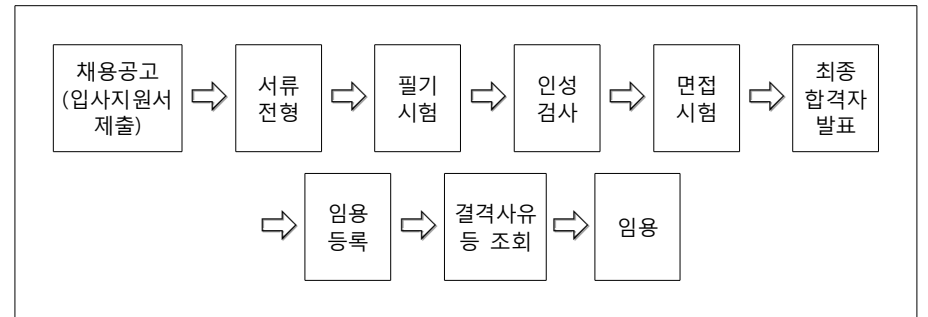 채용공고
(입사지원서
제출)
서류
전형
필기
시험
인성
검사
면접
시험
최종
합격자
발표
임용
등록
결격사유
등 조회
임용